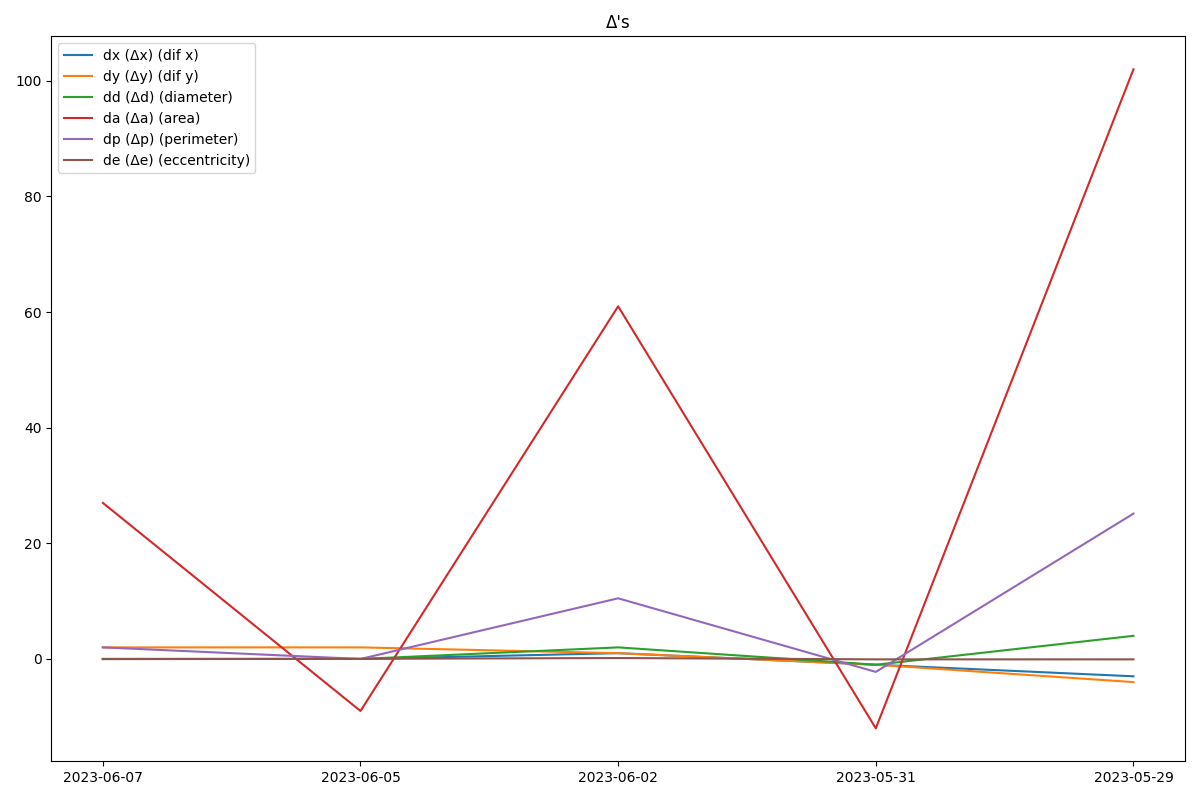 Δ's
dx (Δx) (dif x)
dy (Δy) (dif y)
dd (Δd) (diameter)
da (Δa) (area)
dp (Δp) (perimeter)
de (Δe) (eccentricity)
100
80
60
40
20
0
2023-06-07
2023-06-05
2023-06-02
2023-05-31
2023-05-29